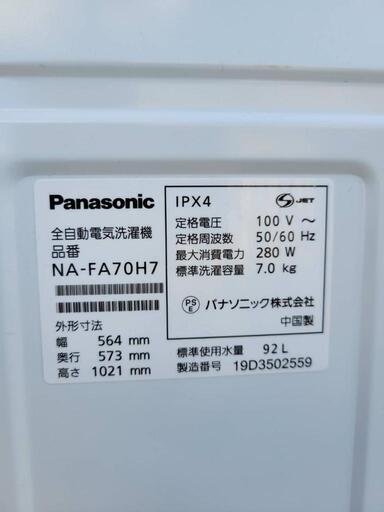 Panasonic
全自動電気洗濯機
品番
NA-FA70H7
外形寸法
幅 564 mm
奥行 573 mm
高さ 1021 mm
IPX4
S JET
定格電圧 100 V ～
定格周波数 50/60 Hz
最大消費電力 280 W
標準洗濯容量 7.0 kg
PSE パナソニック株式会社
中国製
標準使用水量 92 L
製造番号 19D3502559